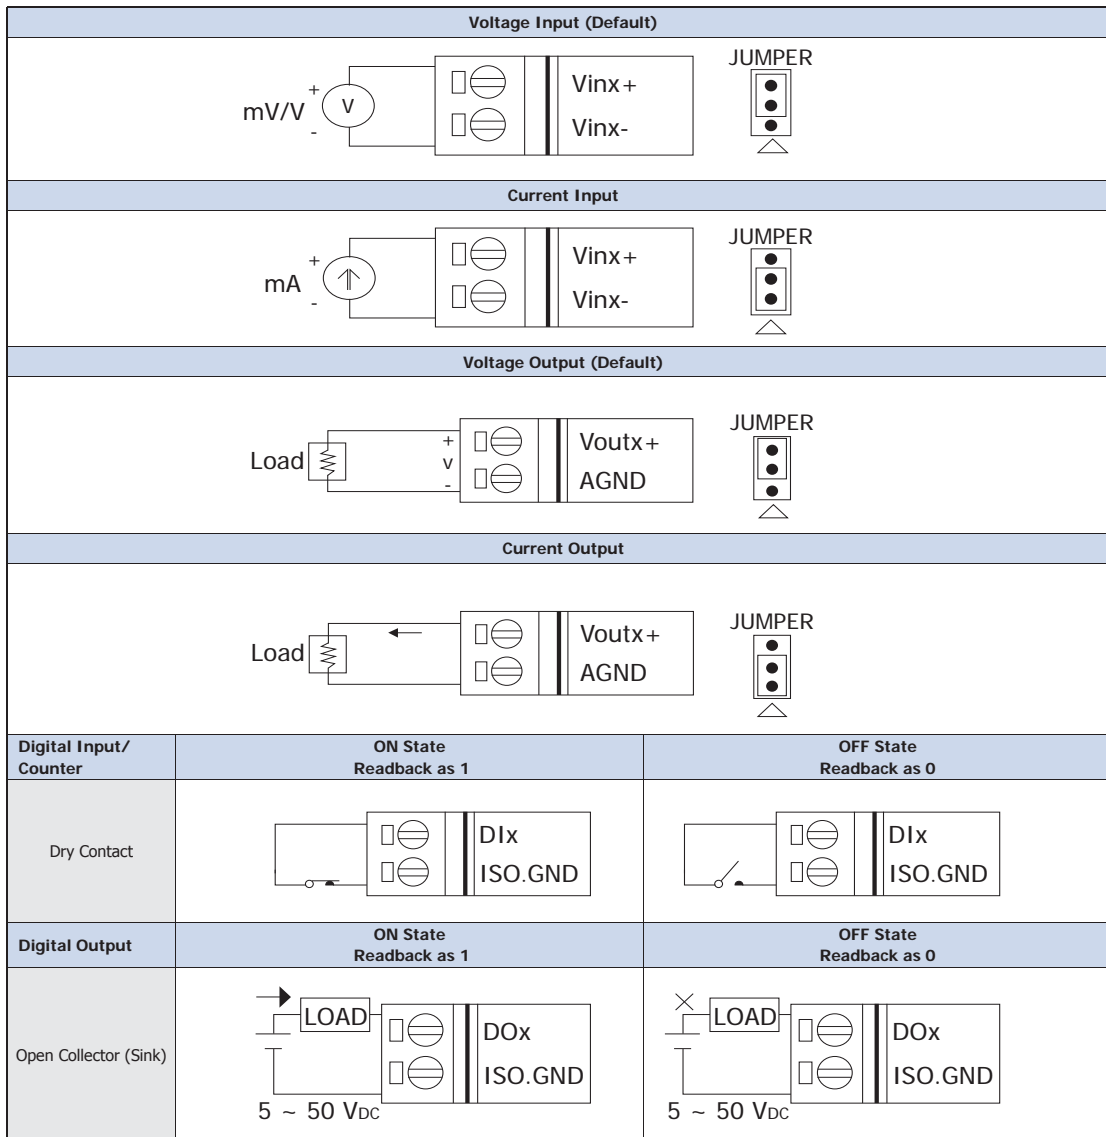 Voltage Input (Default)
JUMPER
+
mV/V
V
-
Vinx+
Vinx-
Current Input
JUMPER
+
mA
-
Vinx+
Vinx-
Voltage Output (Default)
JUMPER
Load
+
v
-
Voutx+
AGND
Current Output
JUMPER
Load
Voutx+
AGND
Digital Input/
Counter
ON State
Readback as 1
OFF State
Readback as 0
Dry Contact
DIx
ISO.GND
DIx
ISO.GND
Digital Output
ON State
Readback as 1
OFF State
Readback as 0
Open Collector (Sink)
LOAD
DOx
ISO.GND
5 ~ 50 VDC
LOAD
DOx
ISO.GND
5 ~ 50 VDC